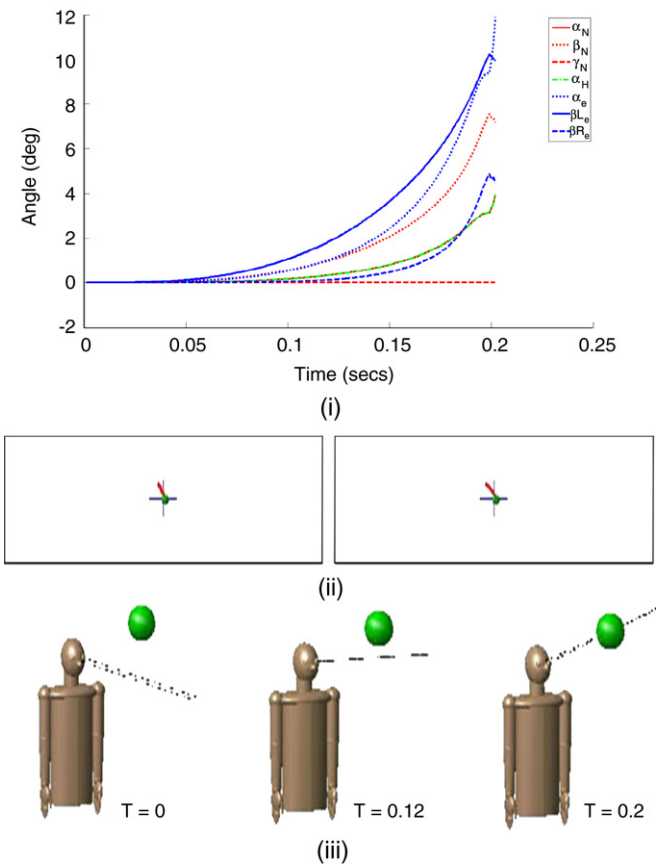 12
10
8
6
4
2
0
-2
Angle (deg)
0
0.05
0.1
0.15
0.2
0.25
Time (secs)
α_N
β_N
γ_N
α_H
α_e
βL_e
βR_e
(i)
(ii)
T = 0
T = 0.12
T = 0.2
(iii)